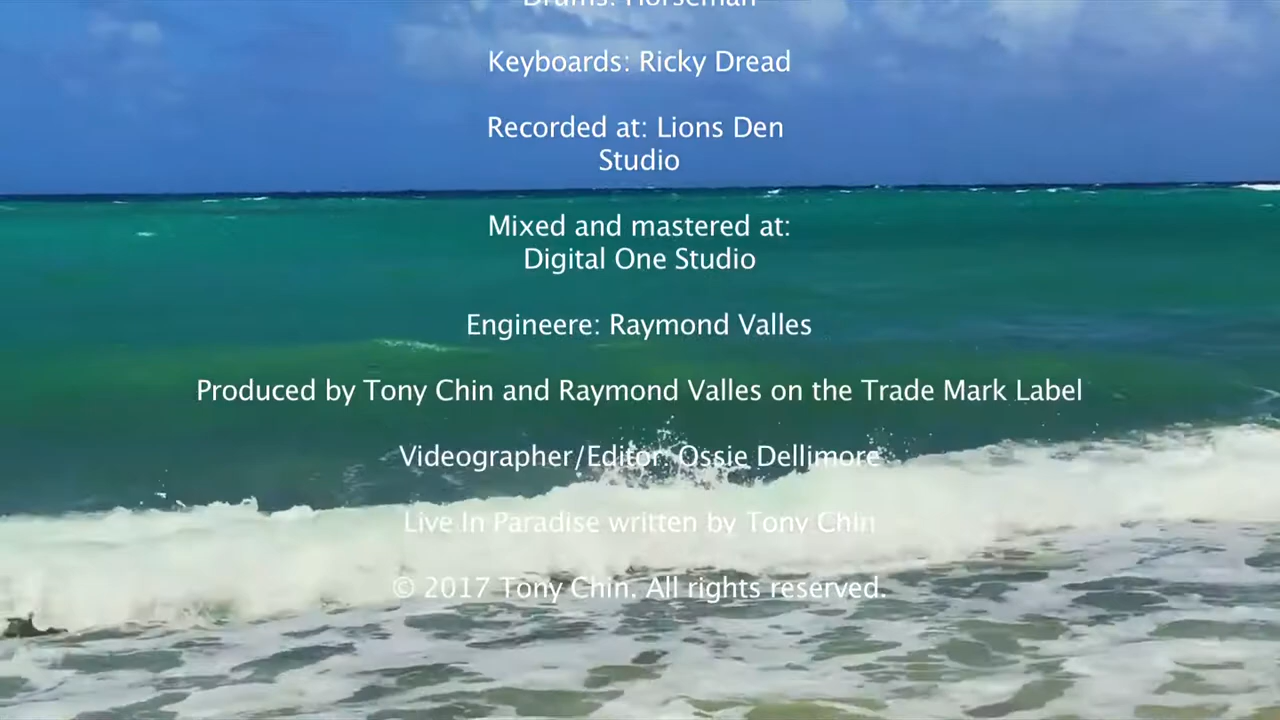 Drums: Horseman
Keyboards: Ricky Dread
Recorded at: Lions Den
Studio
Mixed and mastered at:
Digital One Studio
Engineere: Raymond Valles
Produced by Tony Chin and Raymond Valles on the Trade Mark Label
Videographer/Editor: Ossie Dellimore
Live In Paradise written by Tony Chin
© 2017 Tony Chin. All rights reserved.